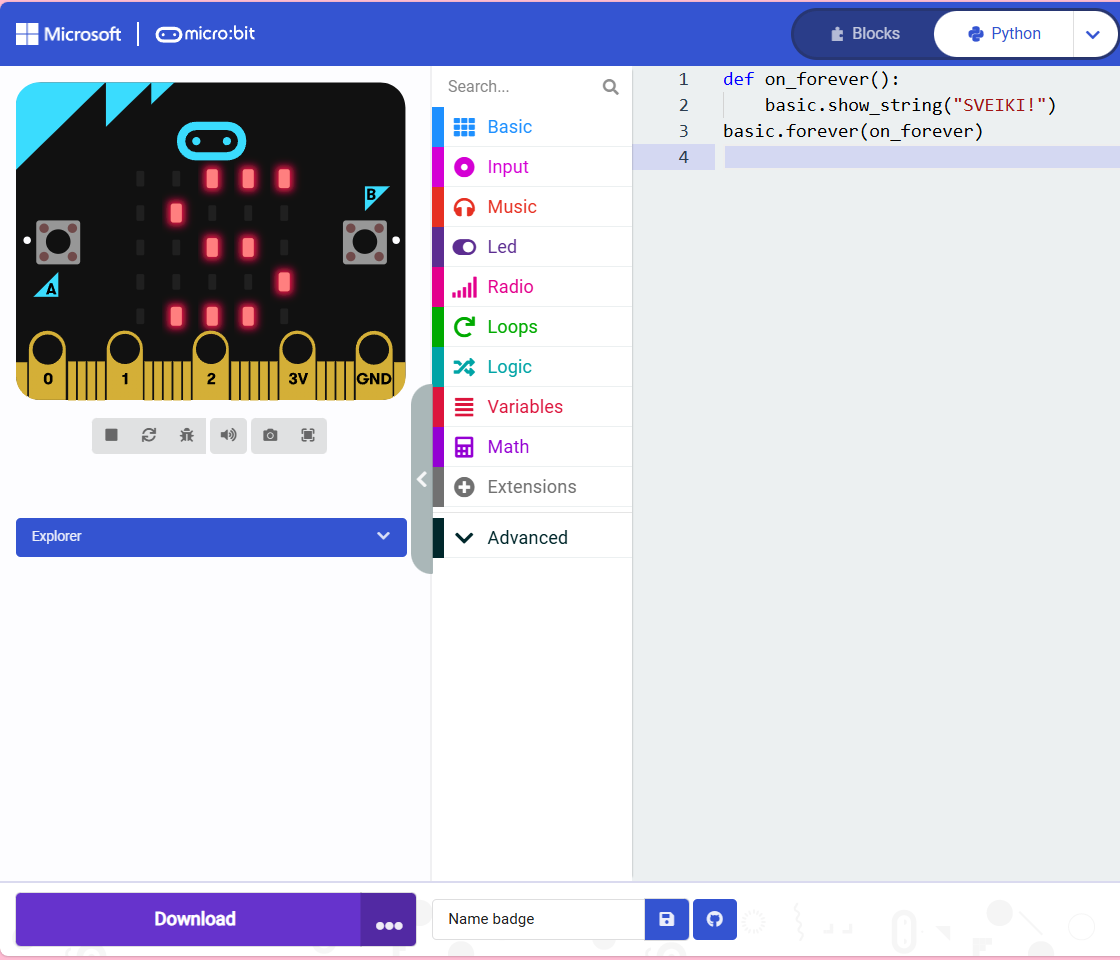 Microsoft micro:bit
Blocks
Python
B
A
0 1 2 3V GND
Explorer
Search...
Basic
Input
Music
Led
Radio
Loops
Logic
Variables
Math
Extensions
Advanced
1 def on_forever():
2 basic.show_string("SVEIKI!")
3 basic.forever(on_forever)
4
Download
Name badge